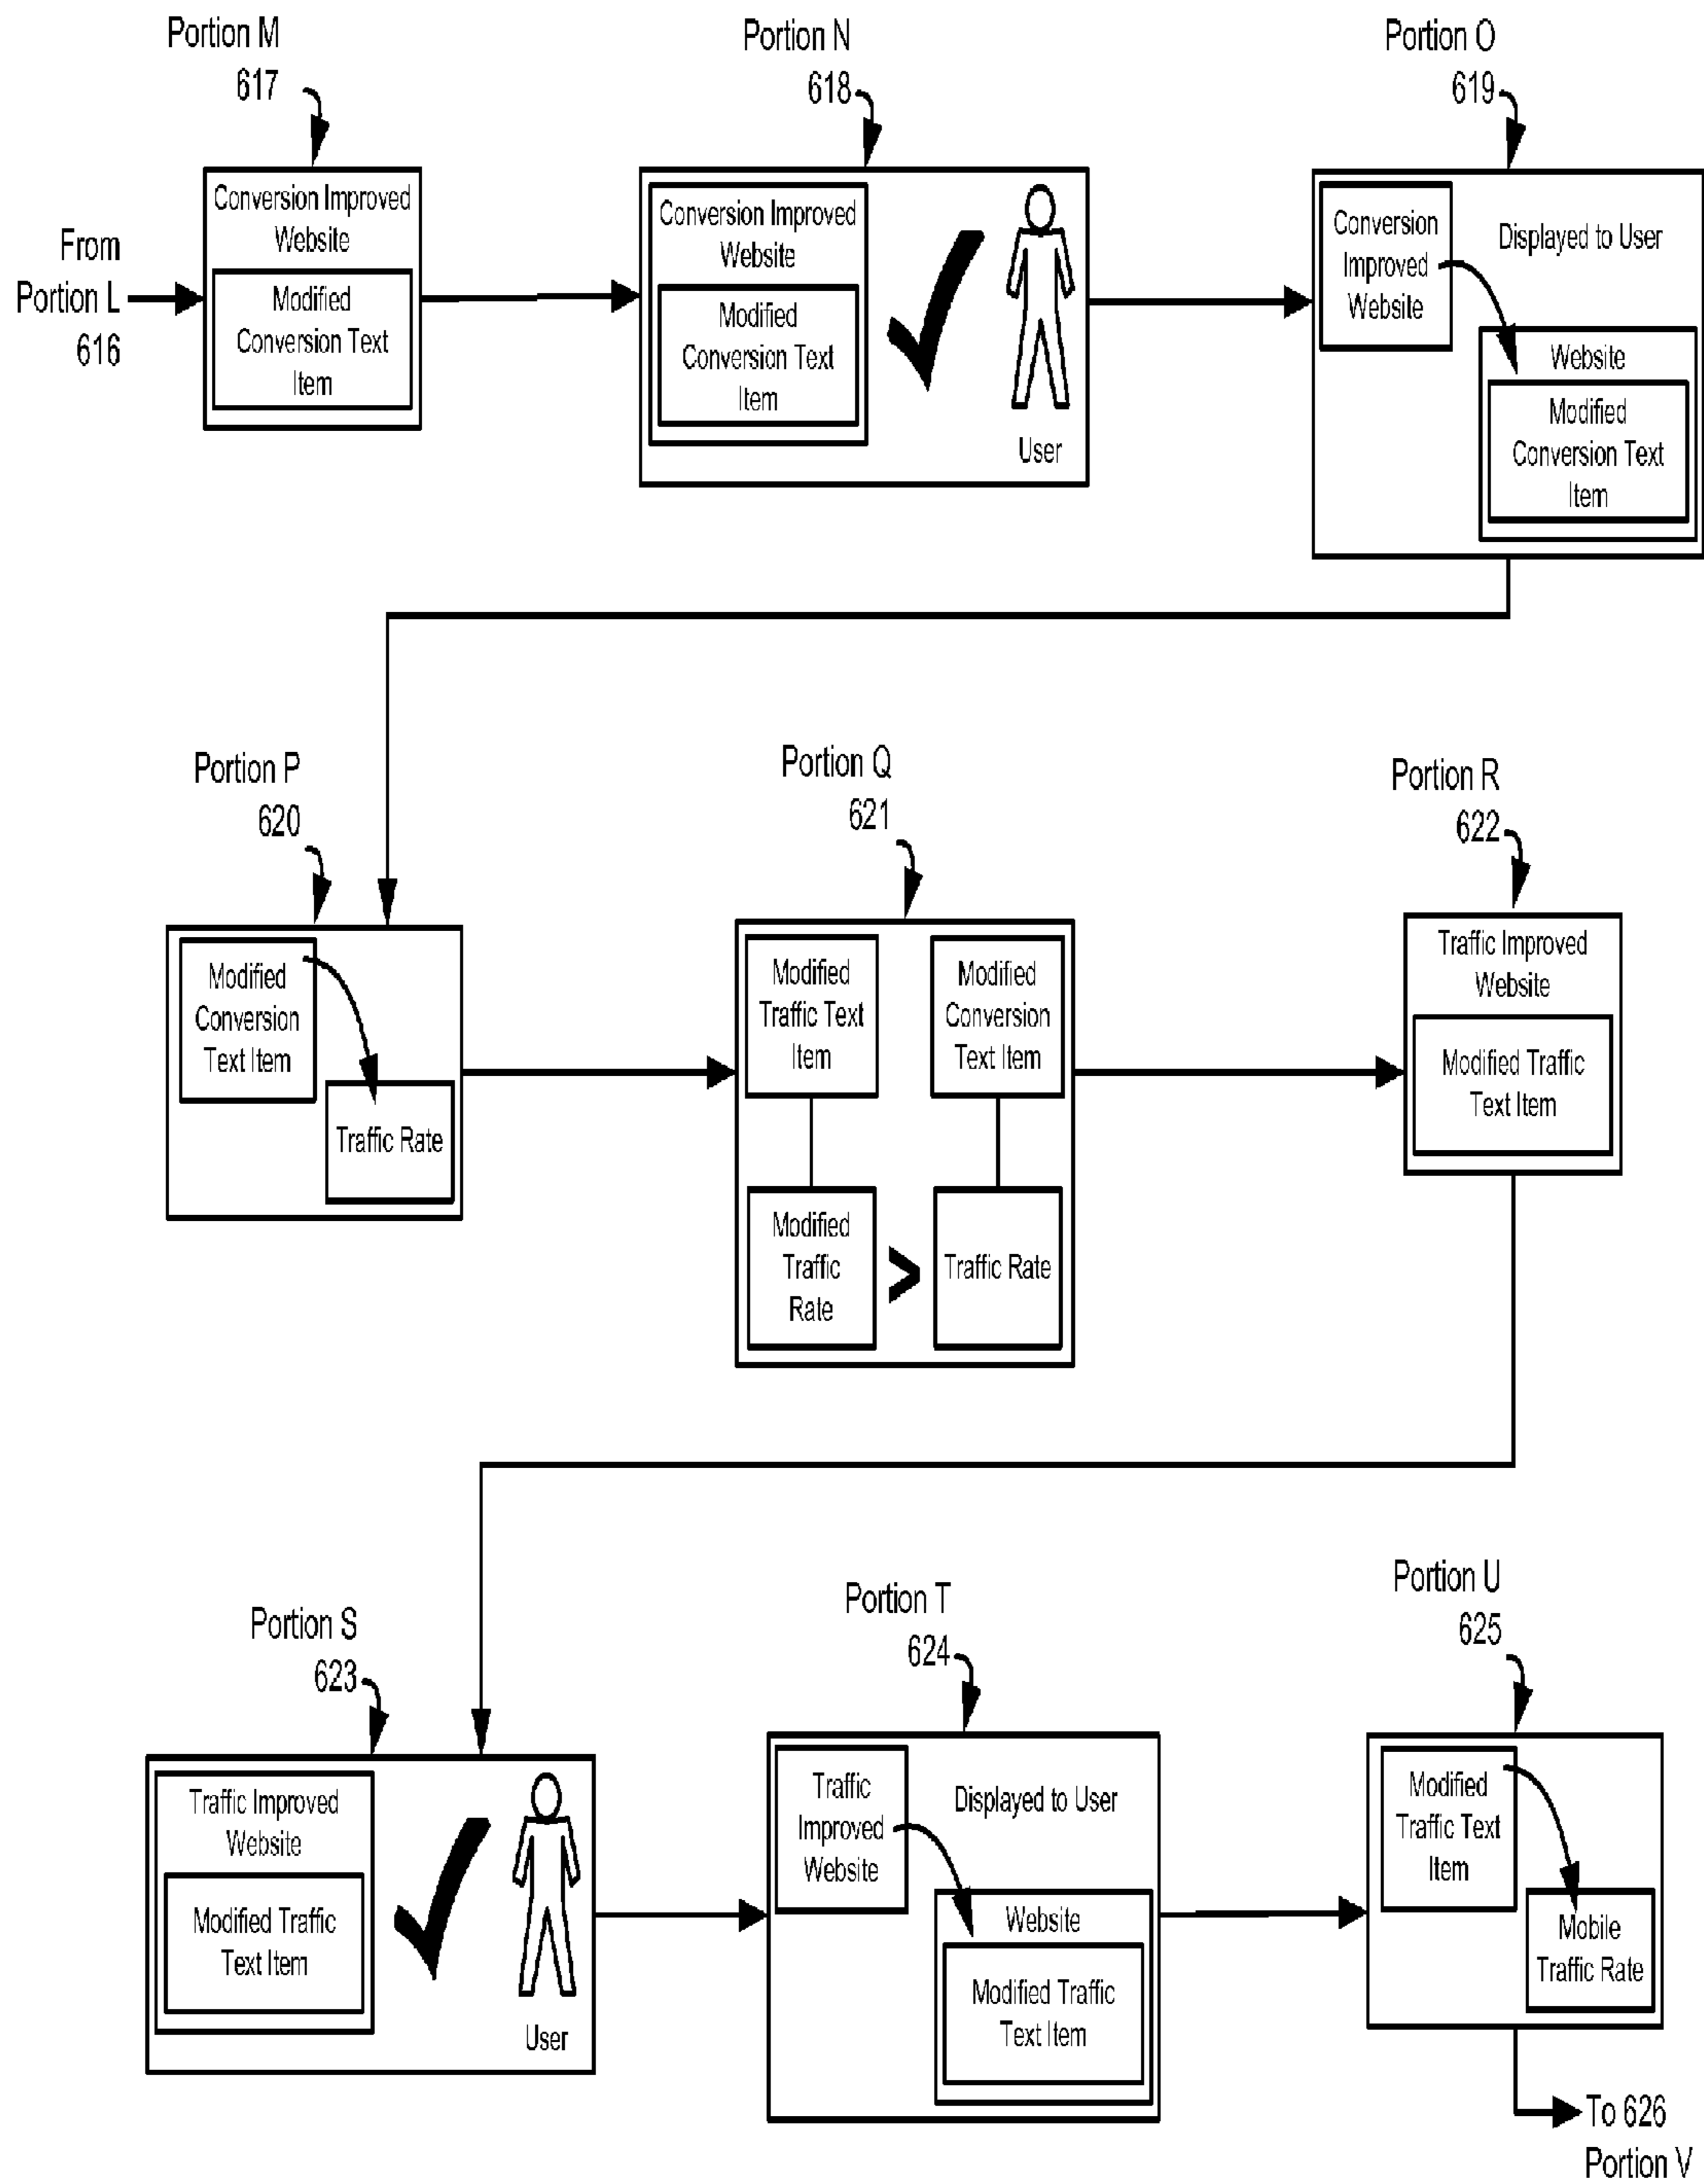 Portion M
617
Portion N
618
Portion O
619
From
Portion L
616
Conversion Improved
Website
Modified
Conversion Text
Item
Conversion Improved
Website
Modified
Conversion Text
Item
User
Conversion
Improved
Website
Displayed to User
Website
Modified
Conversion Text
Item
Portion P
620
Portion Q
621
Portion R
622
Modified
Conversion
Text Item
Traffic Rate
Modified
Traffic Text
Item
Modified
Conversion
Text Item
Modified
Traffic
Rate
>
Traffic Rate
Traffic Improved
Website
Modified Traffic
Text Item
Portion S
623
Portion T
624
Portion U
625
Traffic Improved
Website
Modified Traffic
Text Item
User
Traffic
Improved
Website
Displayed to User
Website
Modified Traffic
Text Item
Modified
Traffic Text
Item
Mobile
Traffic Rate
To 626
Portion V